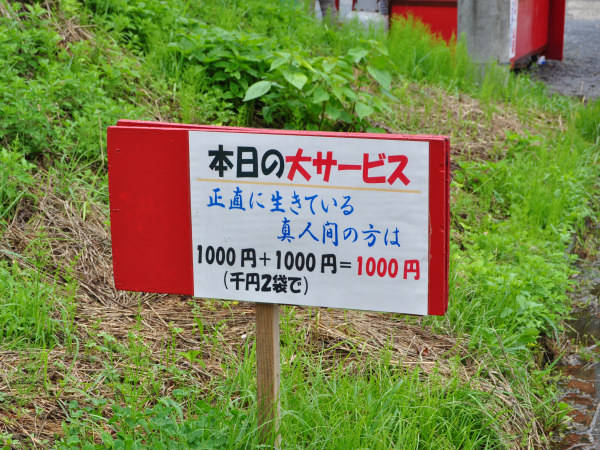 本日の大サービス
正直に生きている
真人間の方は
1000円+1000円=1000円
(千円2袋で)